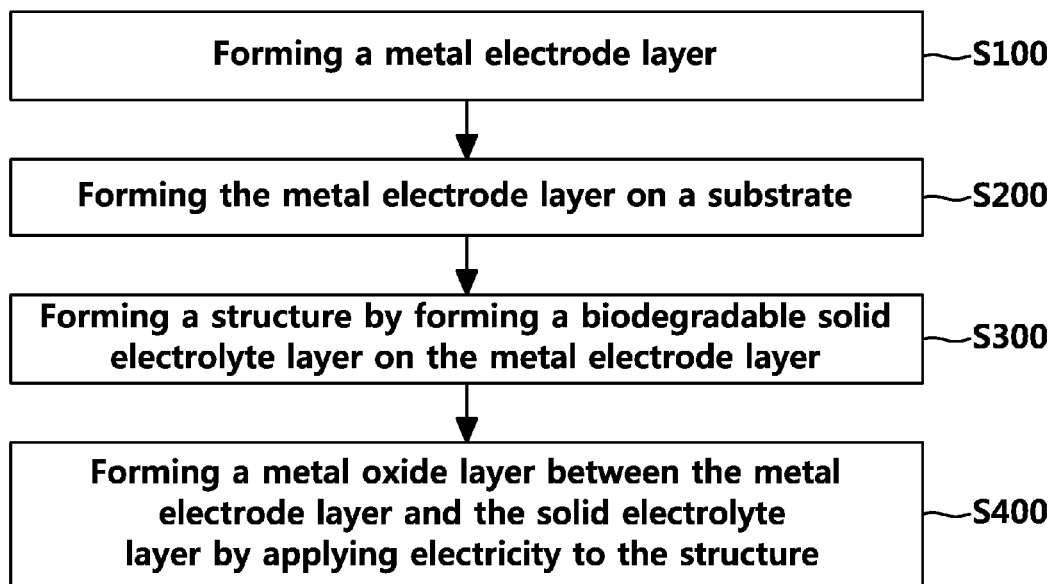 Forming a metal electrode layer
S100
Forming the metal electrode layer on a substrate
S200
Forming a structure by forming a biodegradable solid
electrolyte layer on the metal electrode layer
S300
Forming a metal oxide layer between the metal
electrode layer and the solid electrolyte
layer by applying electricity to the structure
S400